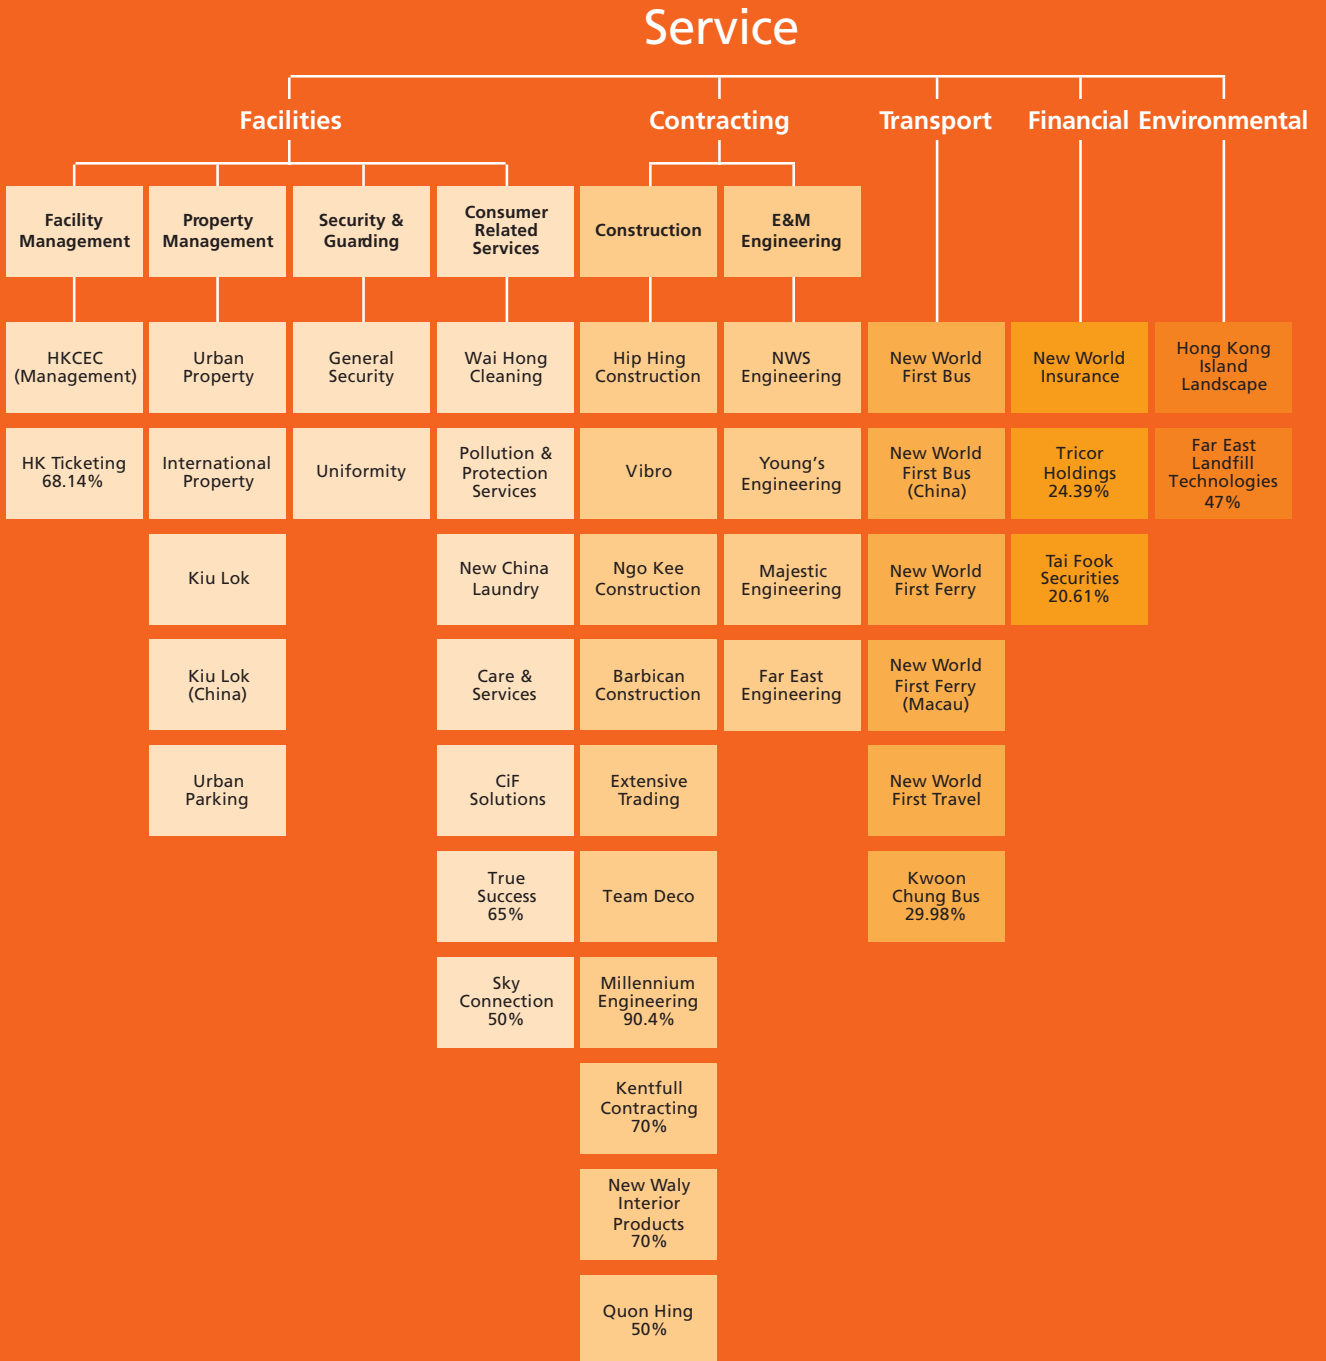 Service
Facilities
Contracting
Transport
Financial
Environmental
Facility
Management
Property
Management
Security &
Guarding
Consumer
Related
Services
Construction
E&M
Engineering
HKCEC
(Management)
HK Ticketing
68.14%
Urban
Property
International
Property
Kiu Lok
Kiu Lok
(China)
Urban
Parking
General
Security
Uniformity
Wai Hong
Cleaning
Pollution &
Protection
Services
New China
Laundry
Care &
Services
CiF
Solutions
True
Success
65%
Sky
Connection
50%
Hip Hing
Construction
Vibro
Ngo Kee
Construction
Barbican
Construction
Extensive
Trading
Team Deco
Millennium
Engineering
90.4%
Kentfull
Contracting
70%
New Waly
Interior
Products
70%
Quon Hing
50%
NWS
Engineering
Young's
Engineering
Majestic
Engineering
Far East
Engineering
New World
First Bus
New World
First Bus
(China)
New World
First Ferry
New World
First Ferry
(Macau)
New World
First Travel
Kwoon
Chung Bus
29.98%
New World
Insurance
Tricor
Holdings
24.39%
Tai Fook
Securities
20.61%
Hong Kong
Island
Landscape
Far East
Landfill
Technologies
47%